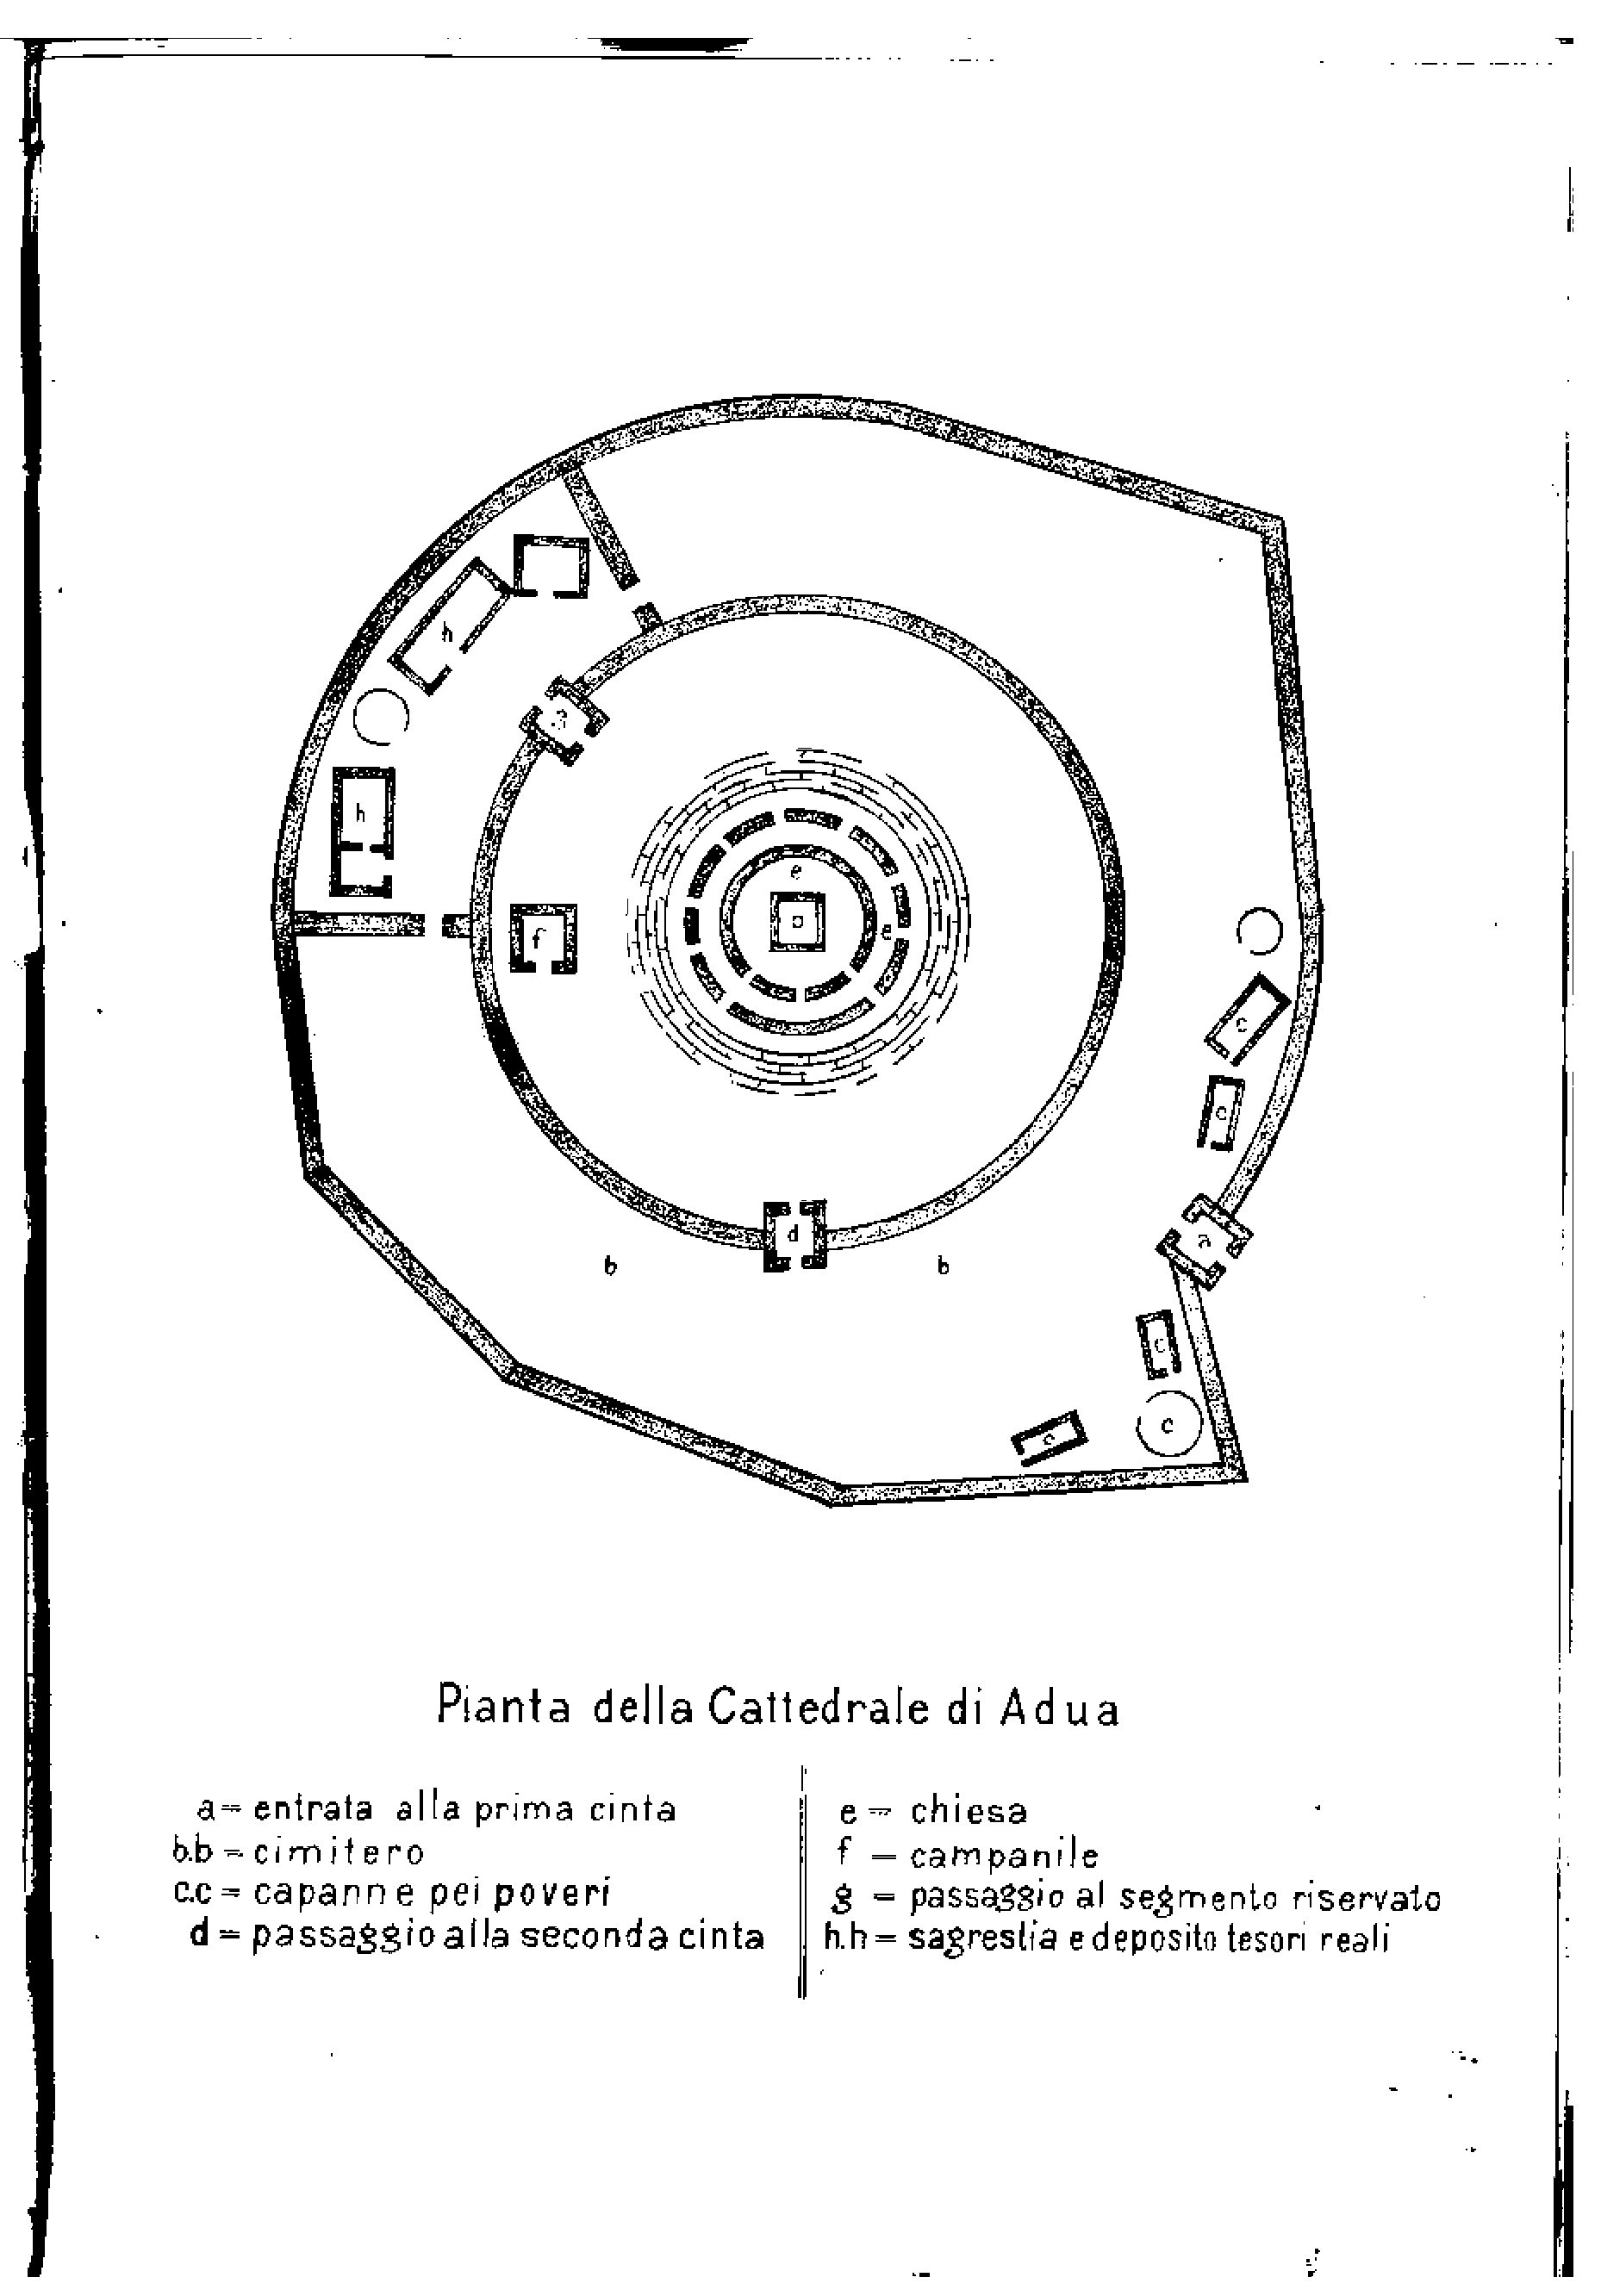 h
g
h
e
o
f
e
c
c
d
a
b
b
c
c
c
Pianta della Cattedrale di Adua
a = entrata alla prima cinta
b.b = cimitero
c.c = capanne pei poveri
d = passaggio alla seconda cinta
e = chiesa
f = campanile
g = passaggio al segmento riservato
h.h = sagrestia e deposito tesori reali